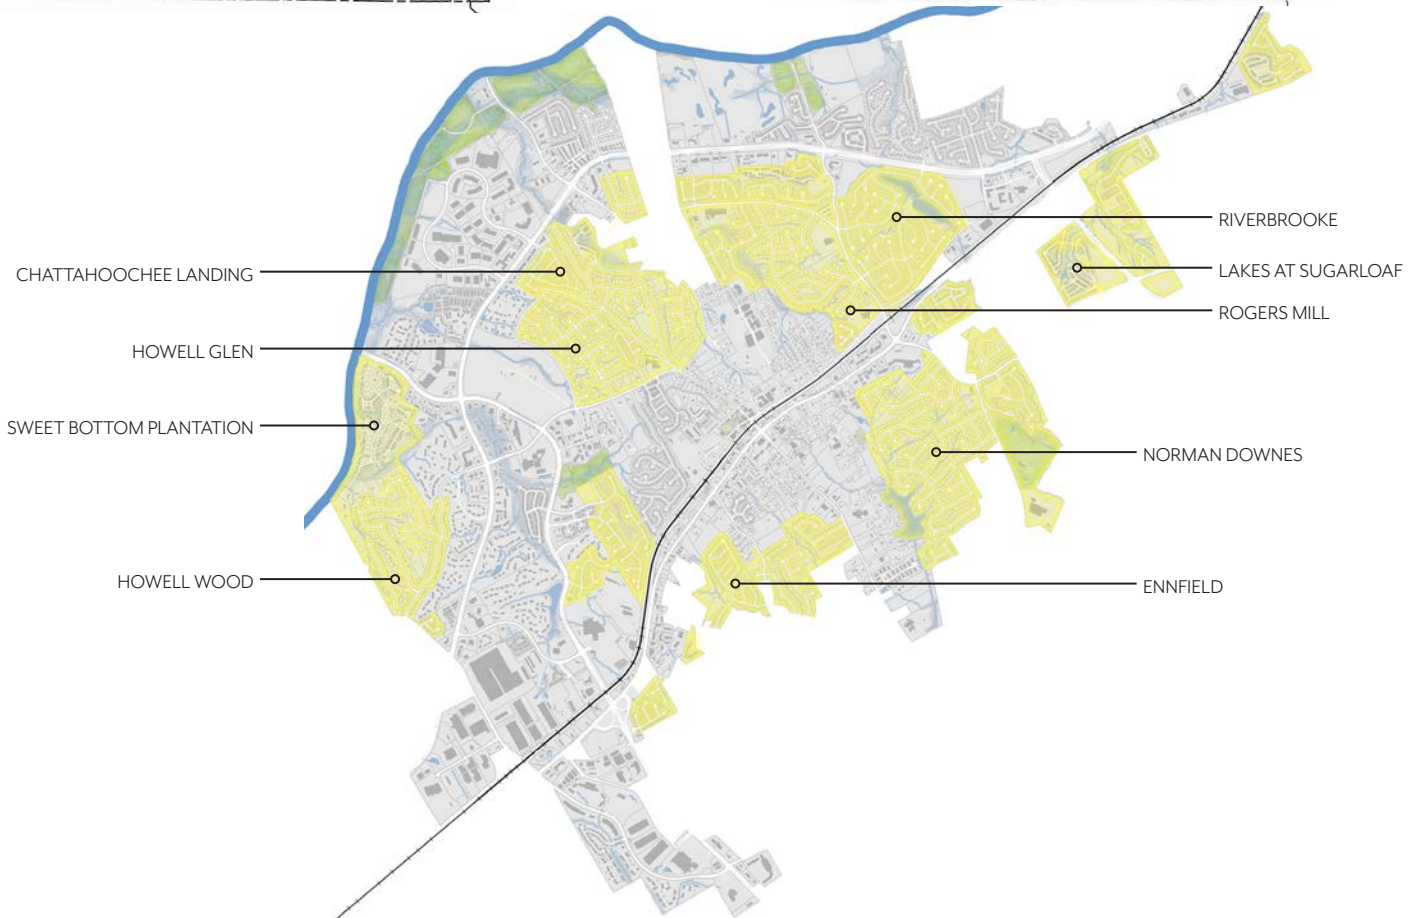 RIVERBROOKE
CHATTAHOOCHEE LANDING
LAKES AT SUGARLOAF
ROGERS MILL
HOWELL GLEN
SWEET BOTTOM PLANTATION
NORMAN DOWNES
HOWELL WOOD
ENNFIELD